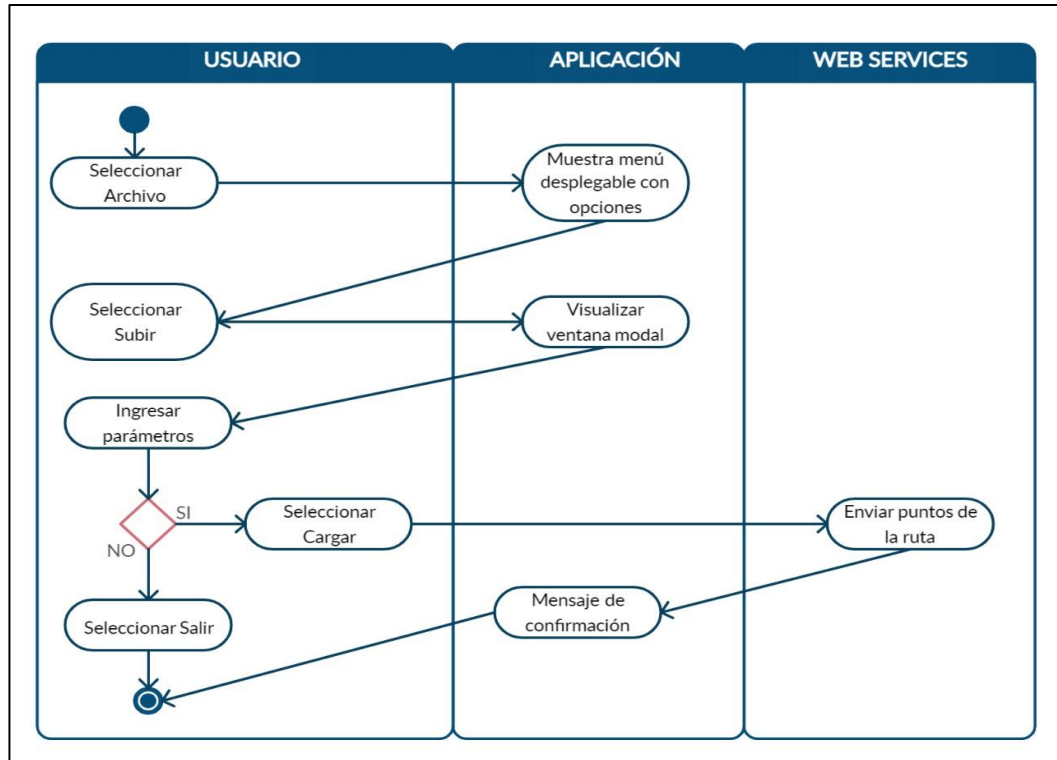 USUARIO
APLICACIÓN
WEB SERVICES
Seleccionar
Archivo
Muestra menú
desplegable con
opciones
Seleccionar
Subir
Visualizar
ventana modal
Ingresar
parámetros
SI
NO
Seleccionar
Cargar
Enviar puntos de
la ruta
Mensaje de
confirmación
Seleccionar Salir